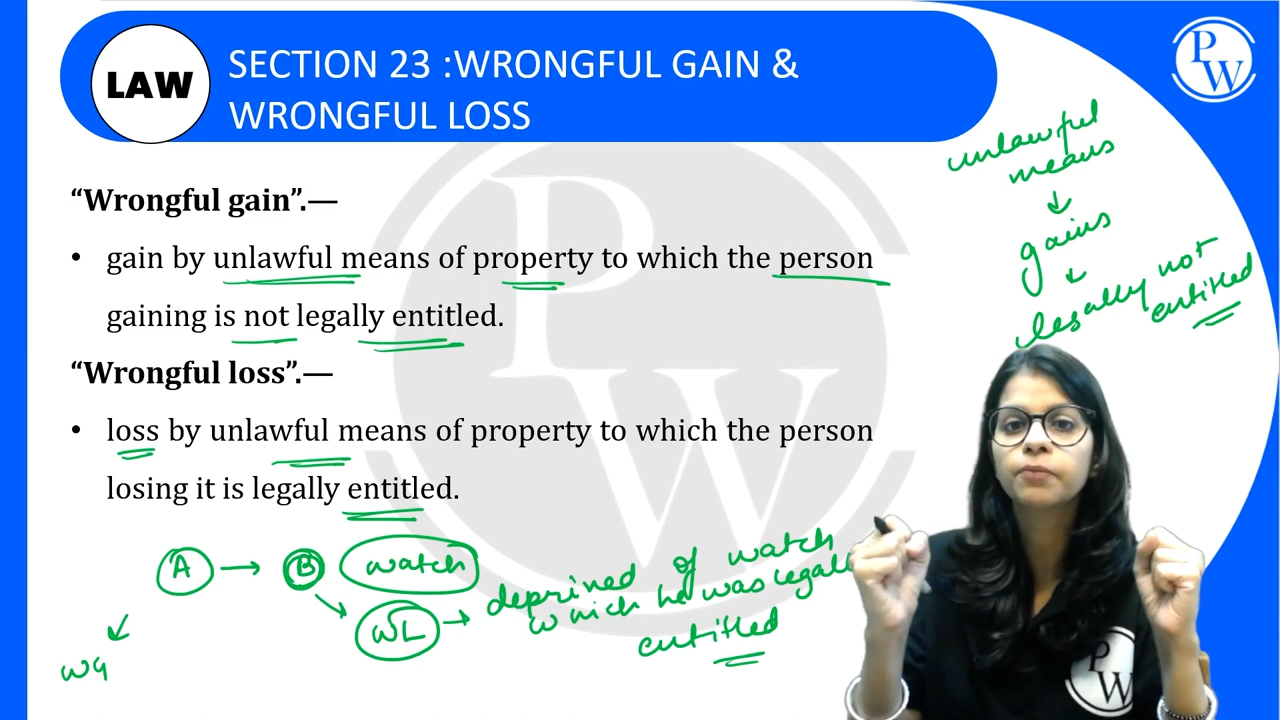 LAW
SECTION 23 :WRONGFUL GAIN &
WRONGFUL LOSS
PW
“Wrongful gain”.—
• gain by unlawful means of property to which the person
gaining is not legally entitled.
“Wrongful loss”.—
• loss by unlawful means of property to which the person
losing it is legally entitled.
unlawful
means
gains
legally not
entitled
A → B watch
WL → deprived of watch
which he was legall
entitled
WG
PW
PW